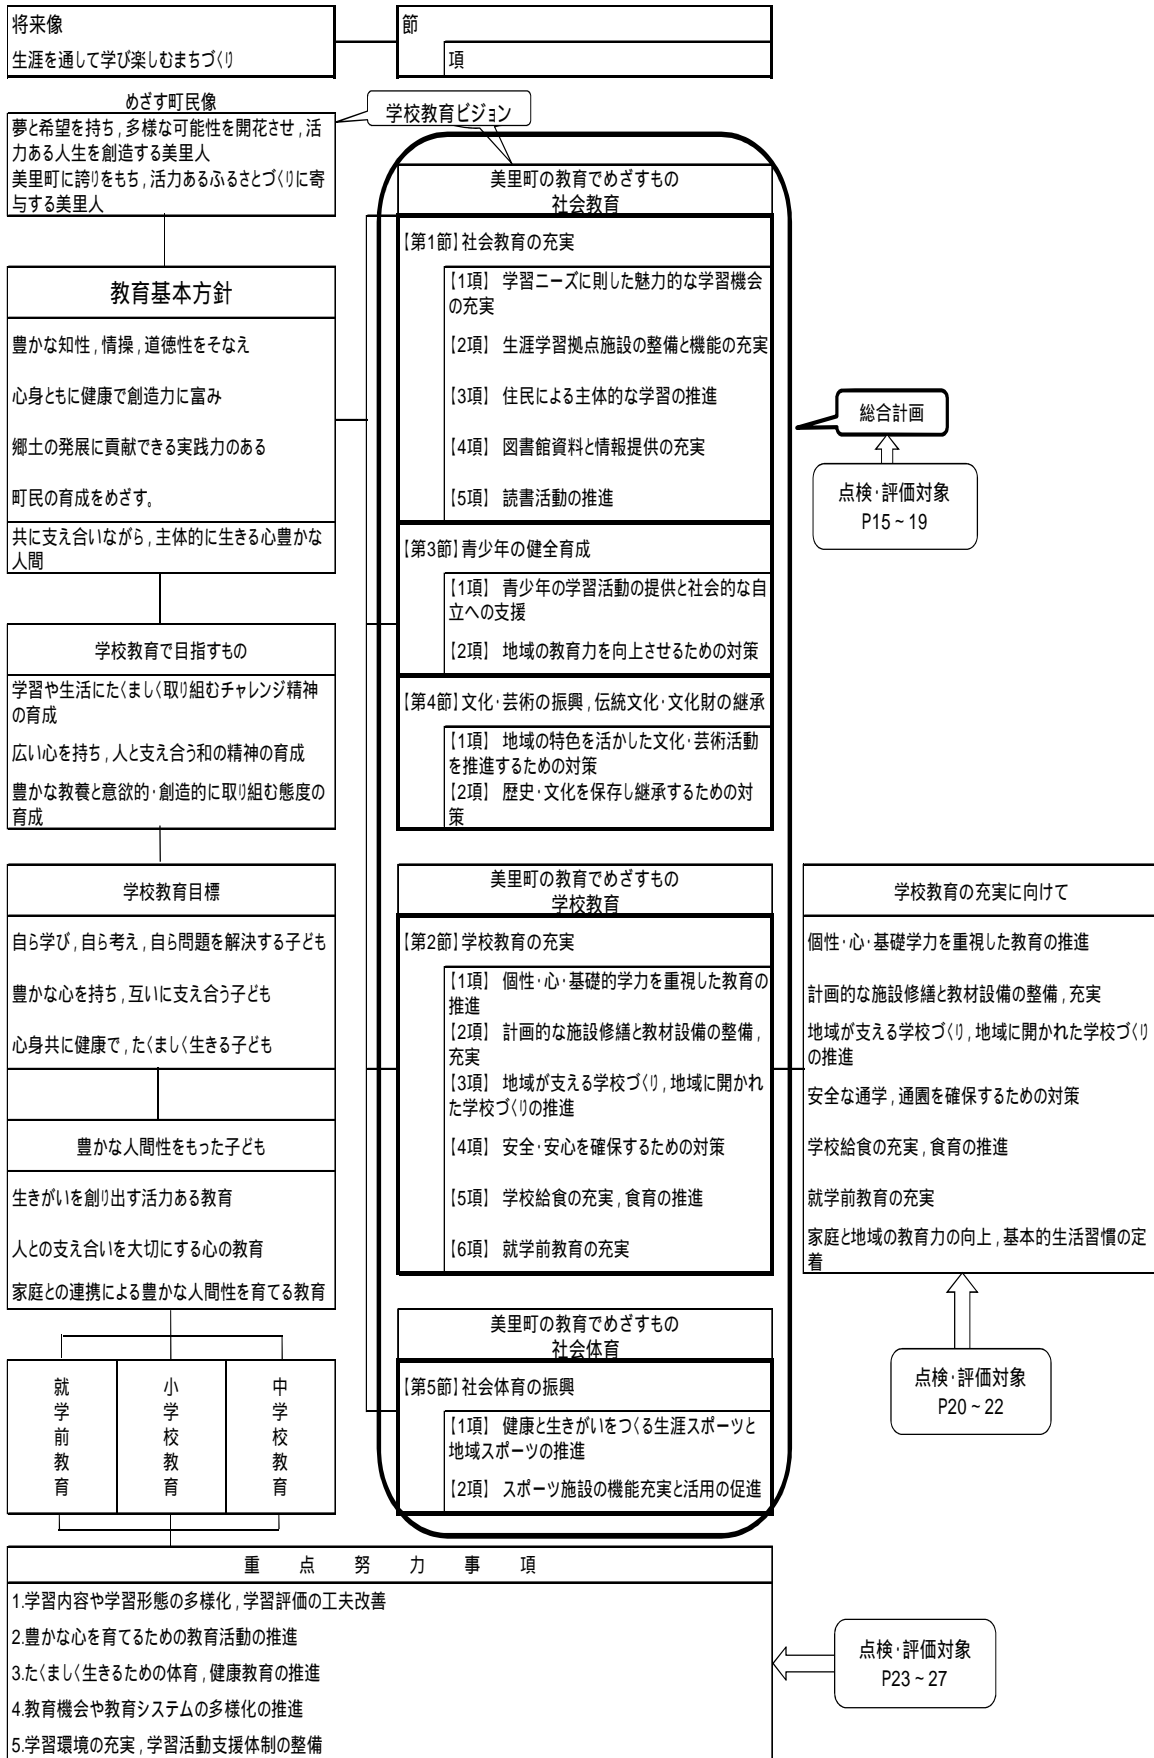 将来像
生涯を通して学び楽しむまちづくり
節
項
めざす町民像
夢と希望を持ち,多様な可能性を開花させ,活
力ある人生を創造する美里人
美里町に誇りをもち,活力あるふるさとづくりに寄
与する美里人
学校教育ビジョン
教育基本方針
豊かな知性,情操,道徳性をそなえ
心身ともに健康で創造力に富み
郷土の発展に貢献できる実践力のある
町民の育成をめざす。
共に支え合いながら,主体的に生きる心豊かな
人間
学校教育で目指すもの
学習や生活にたくましく取り組むチャレンジ精神
の育成
広い心を持ち,人と支え合う和の精神の育成
豊かな教養と意欲的・創造的に取り組む態度の
育成
学校教育目標
自ら学び,自ら考え,自ら問題を解決する子ども
豊かな心を持ち,互いに支え合う子ども
心身共に健康で,たくましく生きる子ども
豊かな人間性をもった子ども
生きがいを創り出す活力ある教育
人との支え合いを大切にする心の教育
家庭との連携による豊かな人間性を育てる教育
就学前教育
小学校教育
中学校教育
美里町の教育でめざすもの
社会教育
【第1節】社会教育の充実
【1項】 学習ニーズに則した魅力的な学習機会
の充実
【2項】 生涯学習拠点施設の整備と機能の充実
【3項】 住民による主体的な学習の推進
【4項】 図書館資料と情報提供の充実
【5項】 読書活動の推進
【第3節】青少年の健全育成
【1項】 青少年の学習活動の提供と社会的な自
立への支援
【2項】 地域の教育力を向上させるための対策
【第4節】文化・芸術の振興,伝統文化・文化財の継承
【1項】 地域の特色を活かした文化・芸術活動
を推進するための対策
【2項】 歴史・文化を保存し継承するための対
策
美里町の教育でめざすもの
学校教育
【第2節】学校教育の充実
【1項】 個性・心・基礎的学力を重視した教育の
推進
【2項】 計画的な施設修繕と教材設備の整備,
充実
【3項】 地域が支える学校づくり,地域に開かれ
た学校づくりの推進
【4項】 安全・安心を確保するための対策
【5項】 学校給食の充実,食育の推進
【6項】 就学前教育の充実
美里町の教育でめざすもの
社会体育
【第5節】社会体育の振興
【1項】 健康と生きがいをつくる生涯スポーツと
地域スポーツの推進
【2項】 スポーツ施設の機能充実と活用の促進
総合計画
点検・評価対象
P15~19
学校教育の充実に向けて
個性・心・基礎学力を重視した教育の推進
計画的な施設修繕と教材設備の整備,充実
地域が支える学校づくり,地域に開かれた学校づくり
の推進
安全な通学,通園を確保するための対策
学校給食の充実,食育の推進
就学前教育の充実
家庭と地域の教育力の向上,基本的生活習慣の定
着
点検・評価対象
P20~22
重点努力事項
1.学習内容や学習形態の多様化,学習評価の工夫改善
2.豊かな心を育てるための教育活動の推進
3.たくましく生きるための体育,健康教育の推進
4.教育機会や教育システムの多様化の推進
5.学習環境の充実,学習活動支援体制の整備
点検・評価対象
P23~27